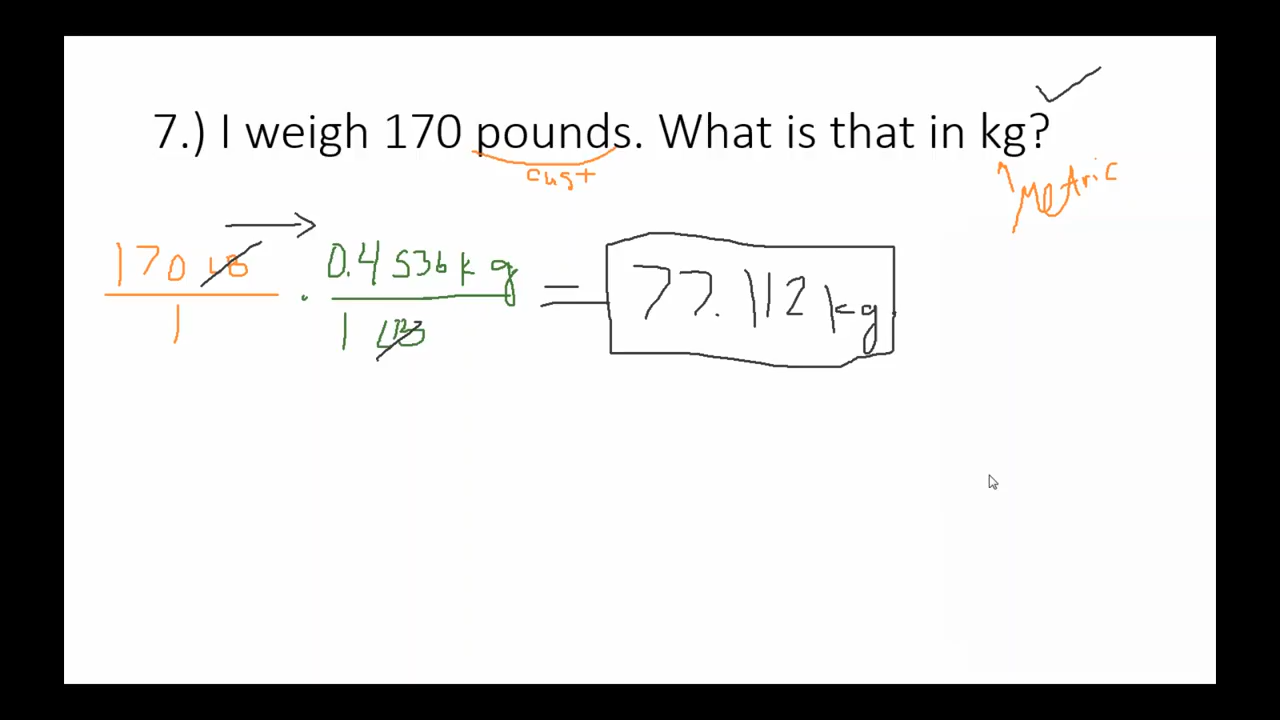 7.) I weigh 170 pounds. What is that in kg?
cust
Metric
170 LB / 1 · 0.4536 kg / 1 LB = 77.112 kg